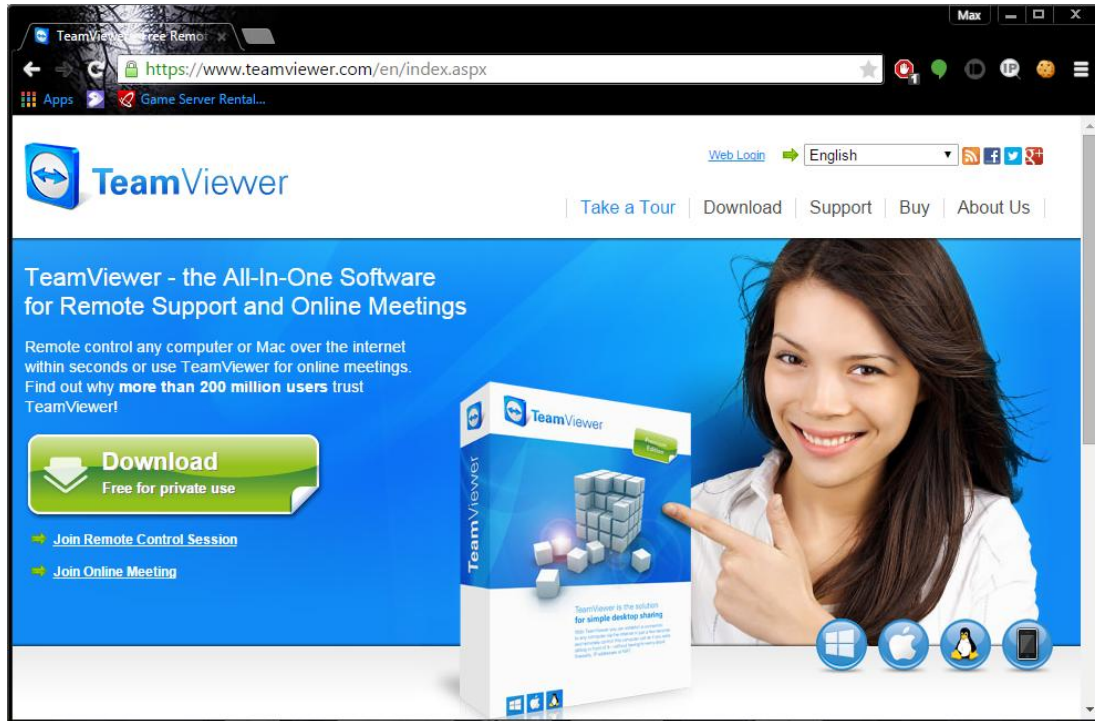 Max
TeamViewer - Free Remot
https://www.teamviewer.com/en/index.aspx
1
IP
Apps
Game Server Rental...
TeamViewer
Web Login
English
Take a Tour
Download
Support
Buy
About Us
TeamViewer - the All-In-One Software
for Remote Support and Online Meetings
Remote control any computer or Mac over the internet
within seconds or use TeamViewer for online meetings.
Find out why more than 200 million users trust
TeamViewer!
Download
Free for private use
Join Remote Control Session
Join Online Meeting
TeamViewer
Premium
Edition
TeamViewer
TeamViewer is the solution
for simple desktop sharing